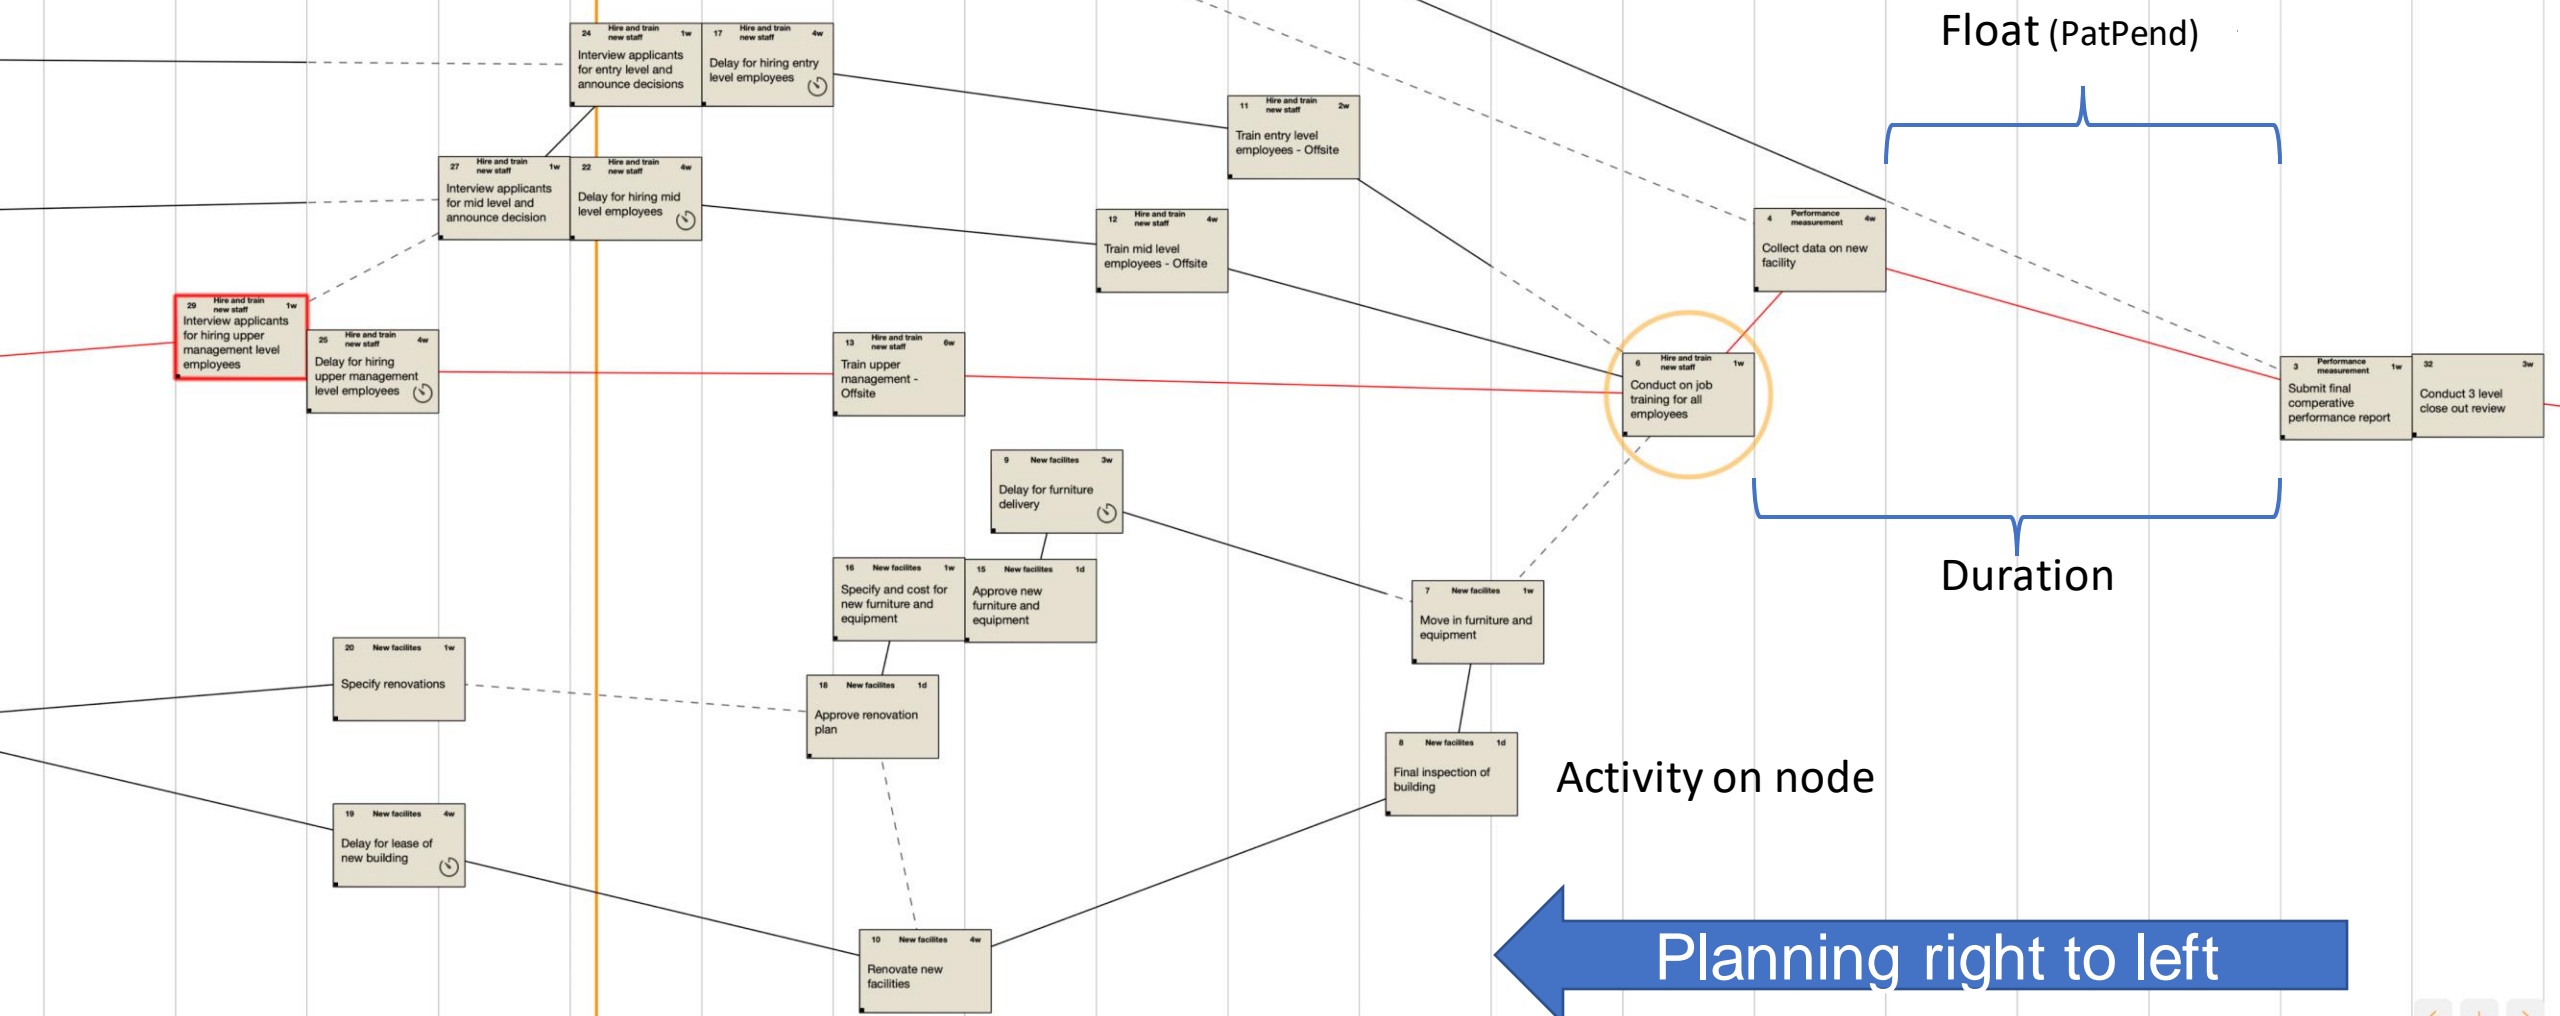 Float (PatPend)
24 Hire and train 1w
new staff
Interview applicants
for entry level and
announce decisions
17 Hire and train 4w
new staff
Delay for hiring entry
level employees
11 Hire and train 2w
new staff
Train entry level
employees - Offsite
27 Hire and train 1w
new staff
Interview applicants
for mid level and
announce decision
22 Hire and train 4w
new staff
Delay for hiring mid
level employees
12 Hire and train 4w
new staff
Train mid level
employees - Offsite
4 Performance 4w
measurement
Collect data on new
facility
29 Hire and train 1w
new staff
Interview applicants
for hiring upper
management level
employees
25 Hire and train 4w
new staff
Delay for hiring
upper management
level employees
13 Hire and train 6w
new staff
Train upper
management -
Offsite
6 Hire and train 1w
new staff
Conduct on job
training for all
employees
3 Performance 1w
measurement
Submit final
comperative
performance report
32 3w
Conduct 3 level
close out review
9 New facilites 3w
Delay for furniture
delivery
Duration
16 New facilites 1w
Specify and cost for
new furniture and
equipment
15 New facilites 1d
Approve new
furniture and
equipment
7 New facilites 1w
Move in furniture and
equipment
20 New facilites 1w
Specify renovations
18 New facilites 1d
Approve renovation
plan
8 New facilites 1d
Final inspection of
building
Activity on node
19 New facilites 4w
Delay for lease of
new building
10 New facilites 4w
Renovate new
facilities
Planning right to left